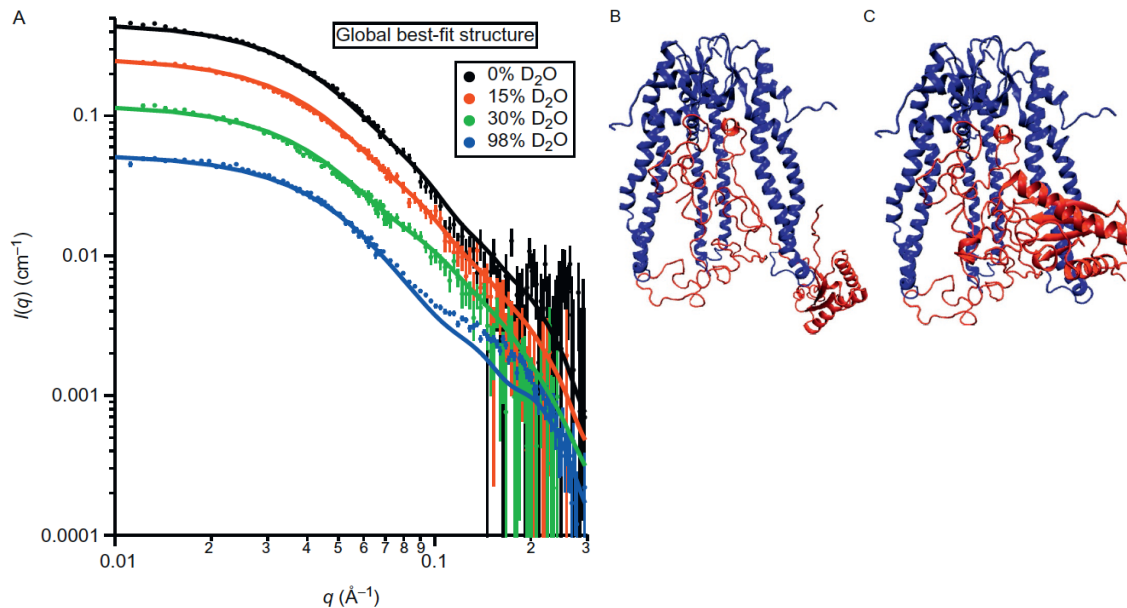 A
B
C
Global best-fit structure
0% D₂O
15% D₂O
30% D₂O
98% D₂O
0.1
0.01
0.001
0.0001
I(q) (cm⁻¹)
0.01
2
3
4
5
6
7
8
9
0.1
2
3
q (Å⁻¹)